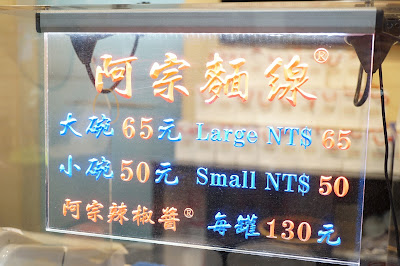 阿宗麵線®
大碗65元 Large NT$ 65
小碗50元 Small NT$ 50
阿宗辣椒醬® 每罐130元